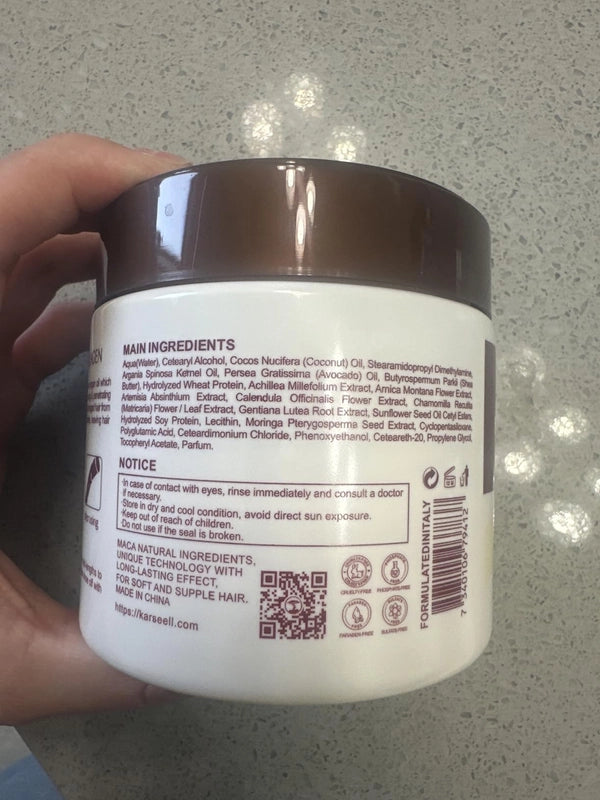 MAIN INGREDIENTS
Aqua(Water), Cetearyl Alcohol, Cocos Nucifera (Coconut) Oil, Stearamidopropyl Dimethylamine,
Argania Spinosa Kernel Oil, Persea Gratissima (Avocado) Oil, Butyrospermum Parkii (Shea
Butter), Hydrolyzed Wheat Protein, Achillea Millefolium Extract, Arnica Montana Flower Extract,
Artemisia Absinthium Extract, Calendula Officinalis Flower Extract, Chamomilla Recutita
(Matricaria) Flower / Leaf Extract, Gentiana Lutea Root Extract, Sunflower Seed Oil Cetyl Esters,
Hydrolyzed Soy Protein, Lecithin, Moringa Pterygosperma Seed Extract, Cyclopentasiloxane,
Polyglutamic Acid, Ceteardimonium Chloride, Phenoxyethanol, Ceteareth-20, Propylene Glycol,
Tocopheryl Acetate, Parfum.
NOTICE
·In case of contact with eyes, rinse immediately and consult a doctor
if necessary.
·Store in dry and cool condition, avoid direct sun exposure.
·Keep out of reach of children.
·Do not use if the seal is broken.
MACA NATURAL INGREDIENTS,
UNIQUE TECHNOLOGY WITH
LONG-LASTING EFFECT,
FOR SOFT AND SUPPLE HAIR.
MADE IN CHINA
https://karseell.com
CRUELTY-FREE
PHOSPHATE-FREE
PARABEN-FREE
SULFATE-FREE
FORMULATEDINITALY
7 340106 79412